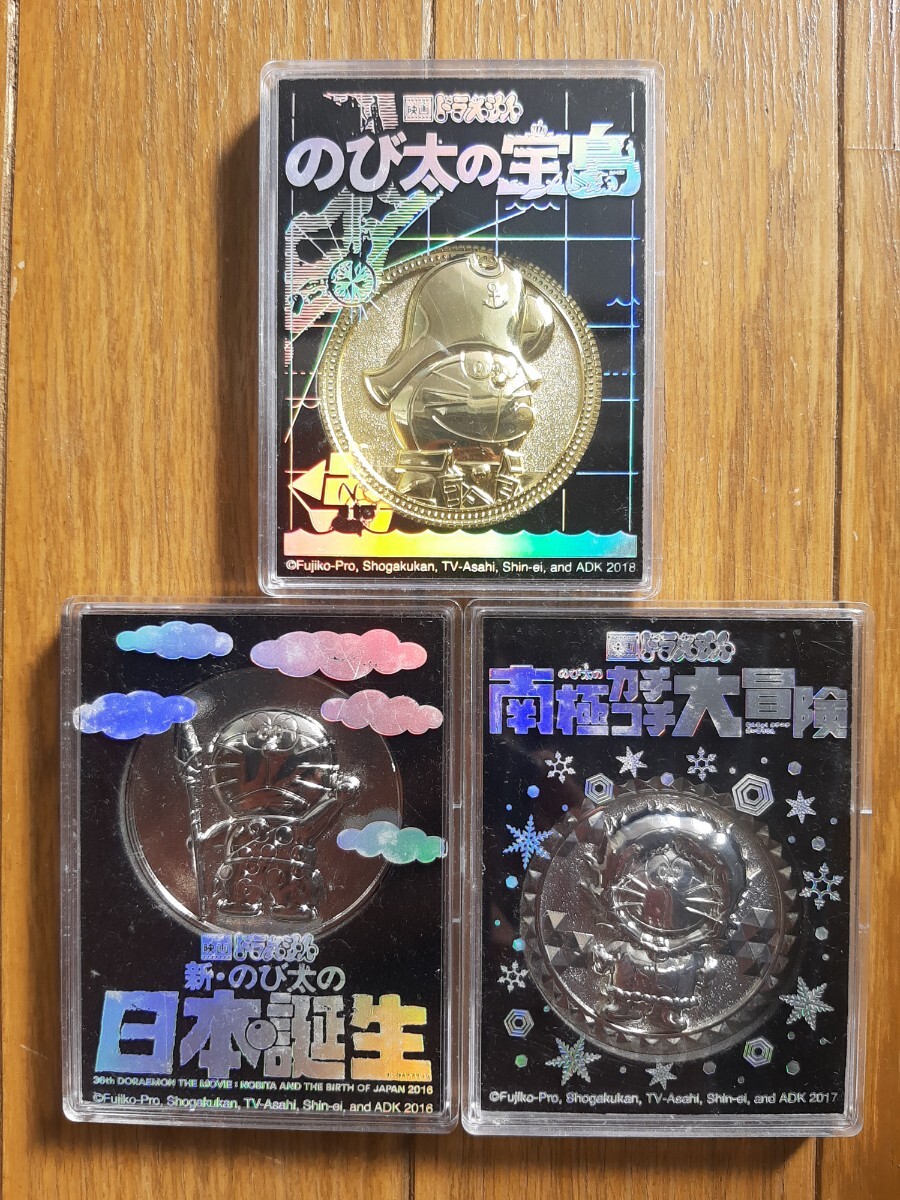 映画ドラえもん
のび太の宝島
©Fujiko-Pro, Shogakukan, TV-Asahi, Shin-ei, and ADK 2018
映画ドラえもん
新・のび太の
日本誕生
36th DORAEMON THE MOVIE : NOBITA AND THE BIRTH OF JAPAN 2016
©Fujiko-Pro, Shogakukan, TV-Asahi, Shin-ei, and ADK 2016
映画ドラえもん
のび太の
南極カチコチ大冒険
©Fujiko-Pro, Shogakukan, TV-Asahi, Shin-ei, and ADK 2017